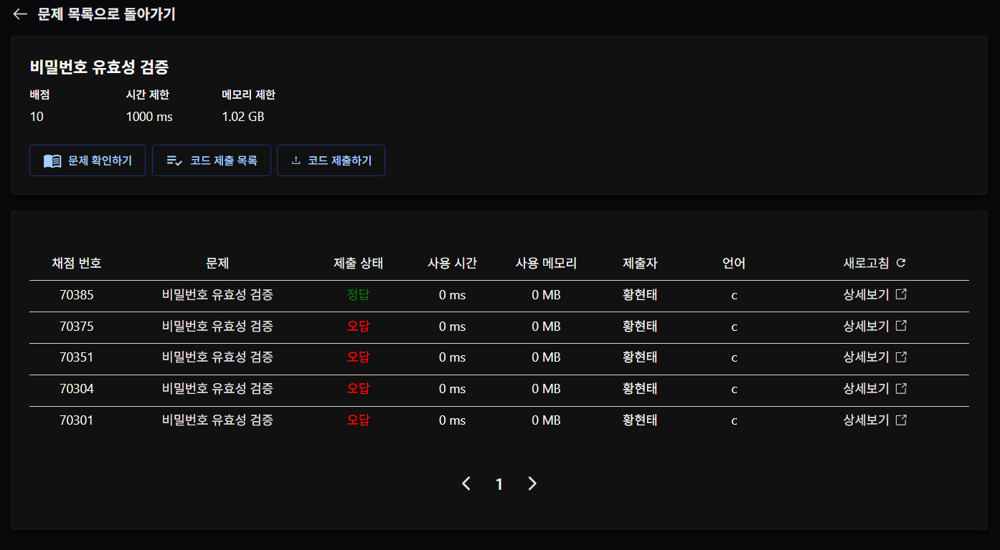 문제 목록으로 돌아가기
비밀번호 유효성 검증
배점 시간 제한 메모리 제한
10 1000 ms 1.02 GB
문제 확인하기 코드 제출 목록 코드 제출하기
채점 번호 문제 제출 상태 사용 시간 사용 메모리 제출자 언어 새로고침
70385 비밀번호 유효성 검증 정답 0 ms 0 MB 황현태 c 상세보기
70375 비밀번호 유효성 검증 오답 0 ms 0 MB 황현태 c 상세보기
70351 비밀번호 유효성 검증 오답 0 ms 0 MB 황현태 c 상세보기
70304 비밀번호 유효성 검증 오답 0 ms 0 MB 황현태 c 상세보기
70301 비밀번호 유효성 검증 오답 0 ms 0 MB 황현태 c 상세보기
1